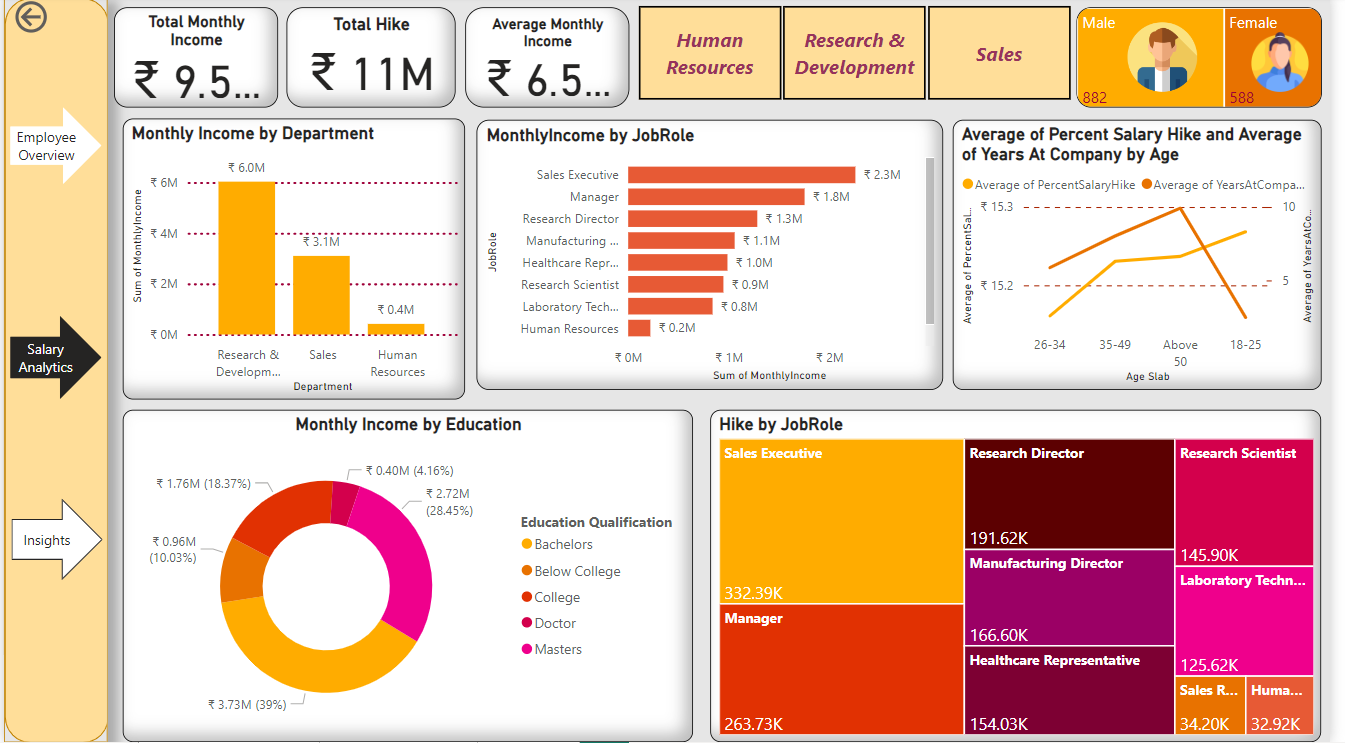 Total Monthly
Income
₹ 9.5...
Total Hike
₹ 11M
Average Monthly
Income
₹ 6.5...
Human
Resources
Research &
Development
Sales
Male
882
Female
588
Employee
Overview
Salary
Analytics
Insights
Monthly Income by Department
Sum of MonthlyIncome
₹ 6M
₹ 4M
₹ 2M
₹ 0M
₹ 6.0M
₹ 3.1M
₹ 0.4M
Research &
Developm...
Sales
Human
Resources
Department
MonthlyIncome by JobRole
JobRole
Sales Executive
₹ 2.3M
Manager
₹ 1.8M
Research Director
₹ 1.3M
Manufacturing ...
₹ 1.1M
Healthcare Repr...
₹ 1.0M
Research Scientist
₹ 0.9M
Laboratory Tech...
₹ 0.8M
Human Resources
₹ 0.2M
₹ 0M
₹ 1M
₹ 2M
Sum of MonthlyIncome
Average of Percent Salary Hike and Average
of Years At Company by Age
Average of PercentSalaryHike
Average of YearsAtCompa...
Average of PercentSal...
₹ 15.3
₹ 15.2
10
5
Average of YearsAtCo...
26-34
35-49
Above
50
18-25
Age Slab
Monthly Income by Education
₹ 0.40M (4.16%)
₹ 1.76M (18.37%)
₹ 2.72M
(28.45%)
₹ 0.96M
(10.03%)
₹ 3.73M (39%)
Education Qualification
Bachelors
Below College
College
Doctor
Masters
Hike by JobRole
Sales Executive
332.39K
Manager
263.73K
Research Director
191.62K
Manufacturing Director
166.60K
Healthcare Representative
154.03K
Research Scientist
145.90K
Laboratory Techn...
125.62K
Sales R...
34.20K
Huma...
32.92K